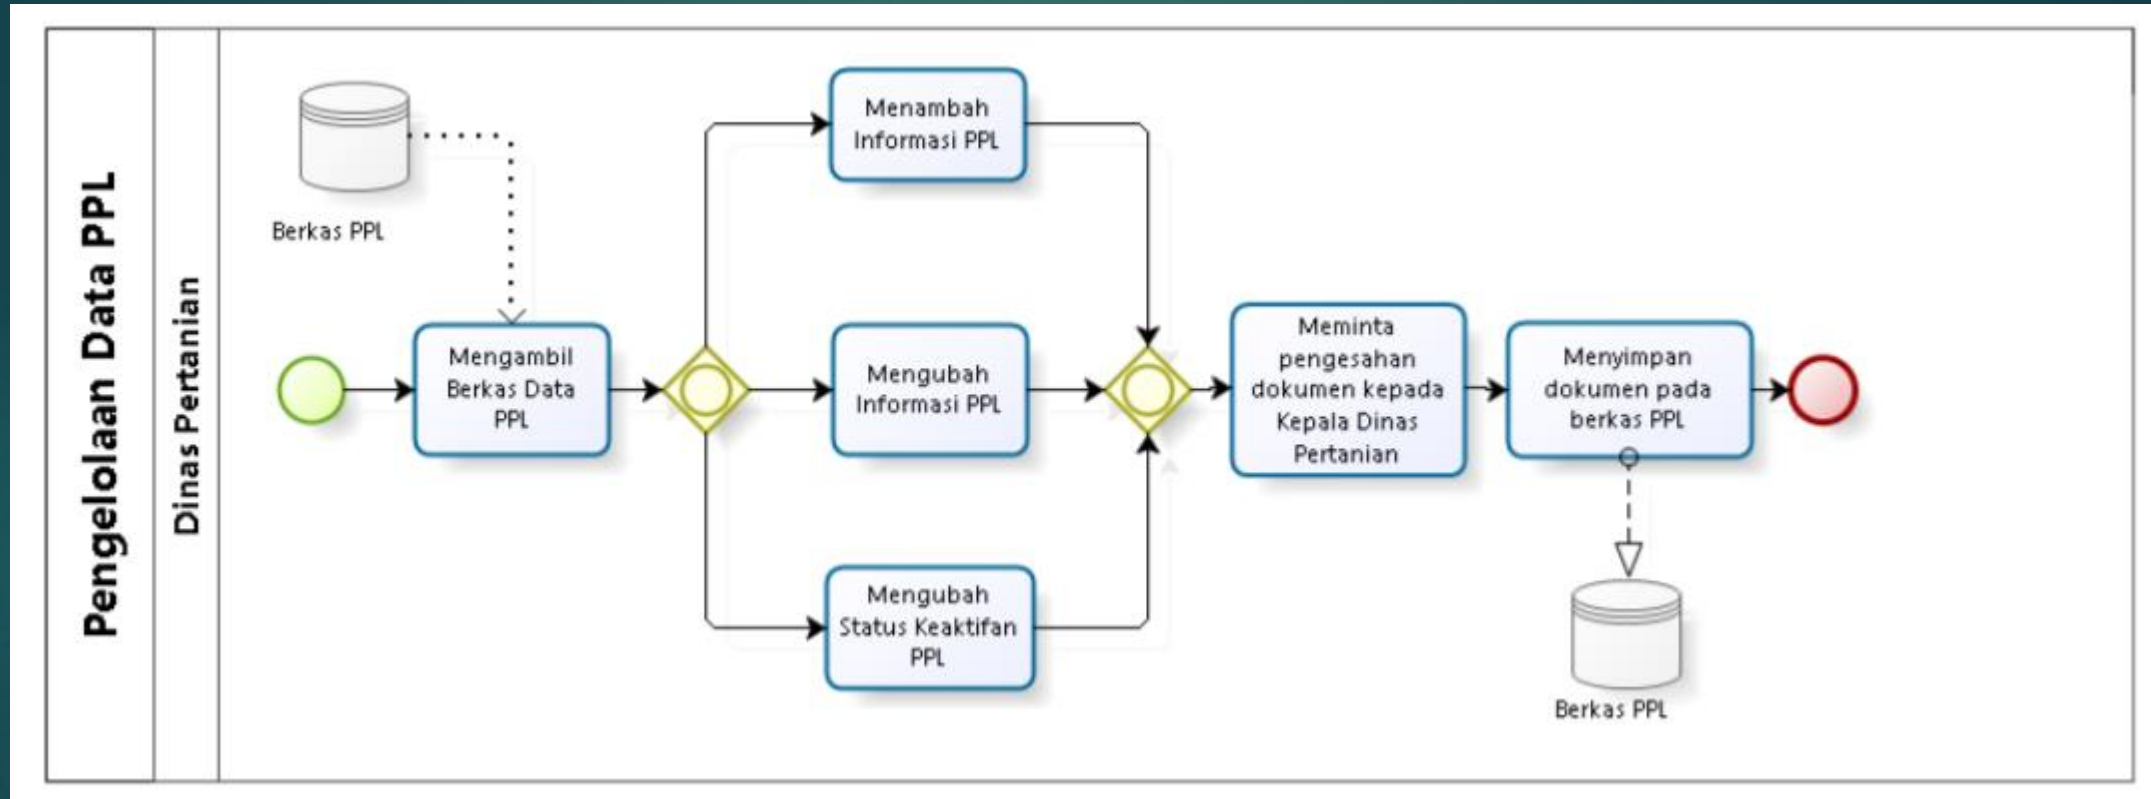 Pengelolaan Data PPL
Dinas Pertanian
Berkas PPL
Mengambil
Berkas Data
PPL
Menambah
Informasi PPL
Mengubah
Informasi PPL
Mengubah
Status Keaktifan
PPL
Meminta
pengesahan
dokumen kepada
Kepala Dinas
Pertanian
Menyimpan
dokumen pada
berkas PPL
Berkas PPL